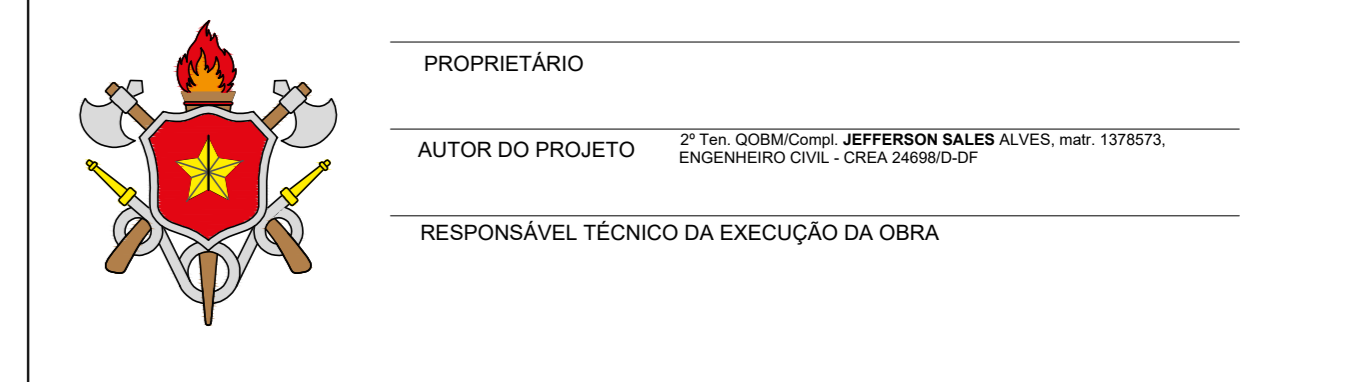 PROPRIETÁRIO
AUTOR DO PROJETO
2º Ten. QOBM/Compl. JEFFERSON SALES ALVES, matr. 1378573,
ENGENHEIRO CIVIL - CREA 24698/D-DF
RESPONSÁVEL TÉCNICO DA EXECUÇÃO DA OBRA